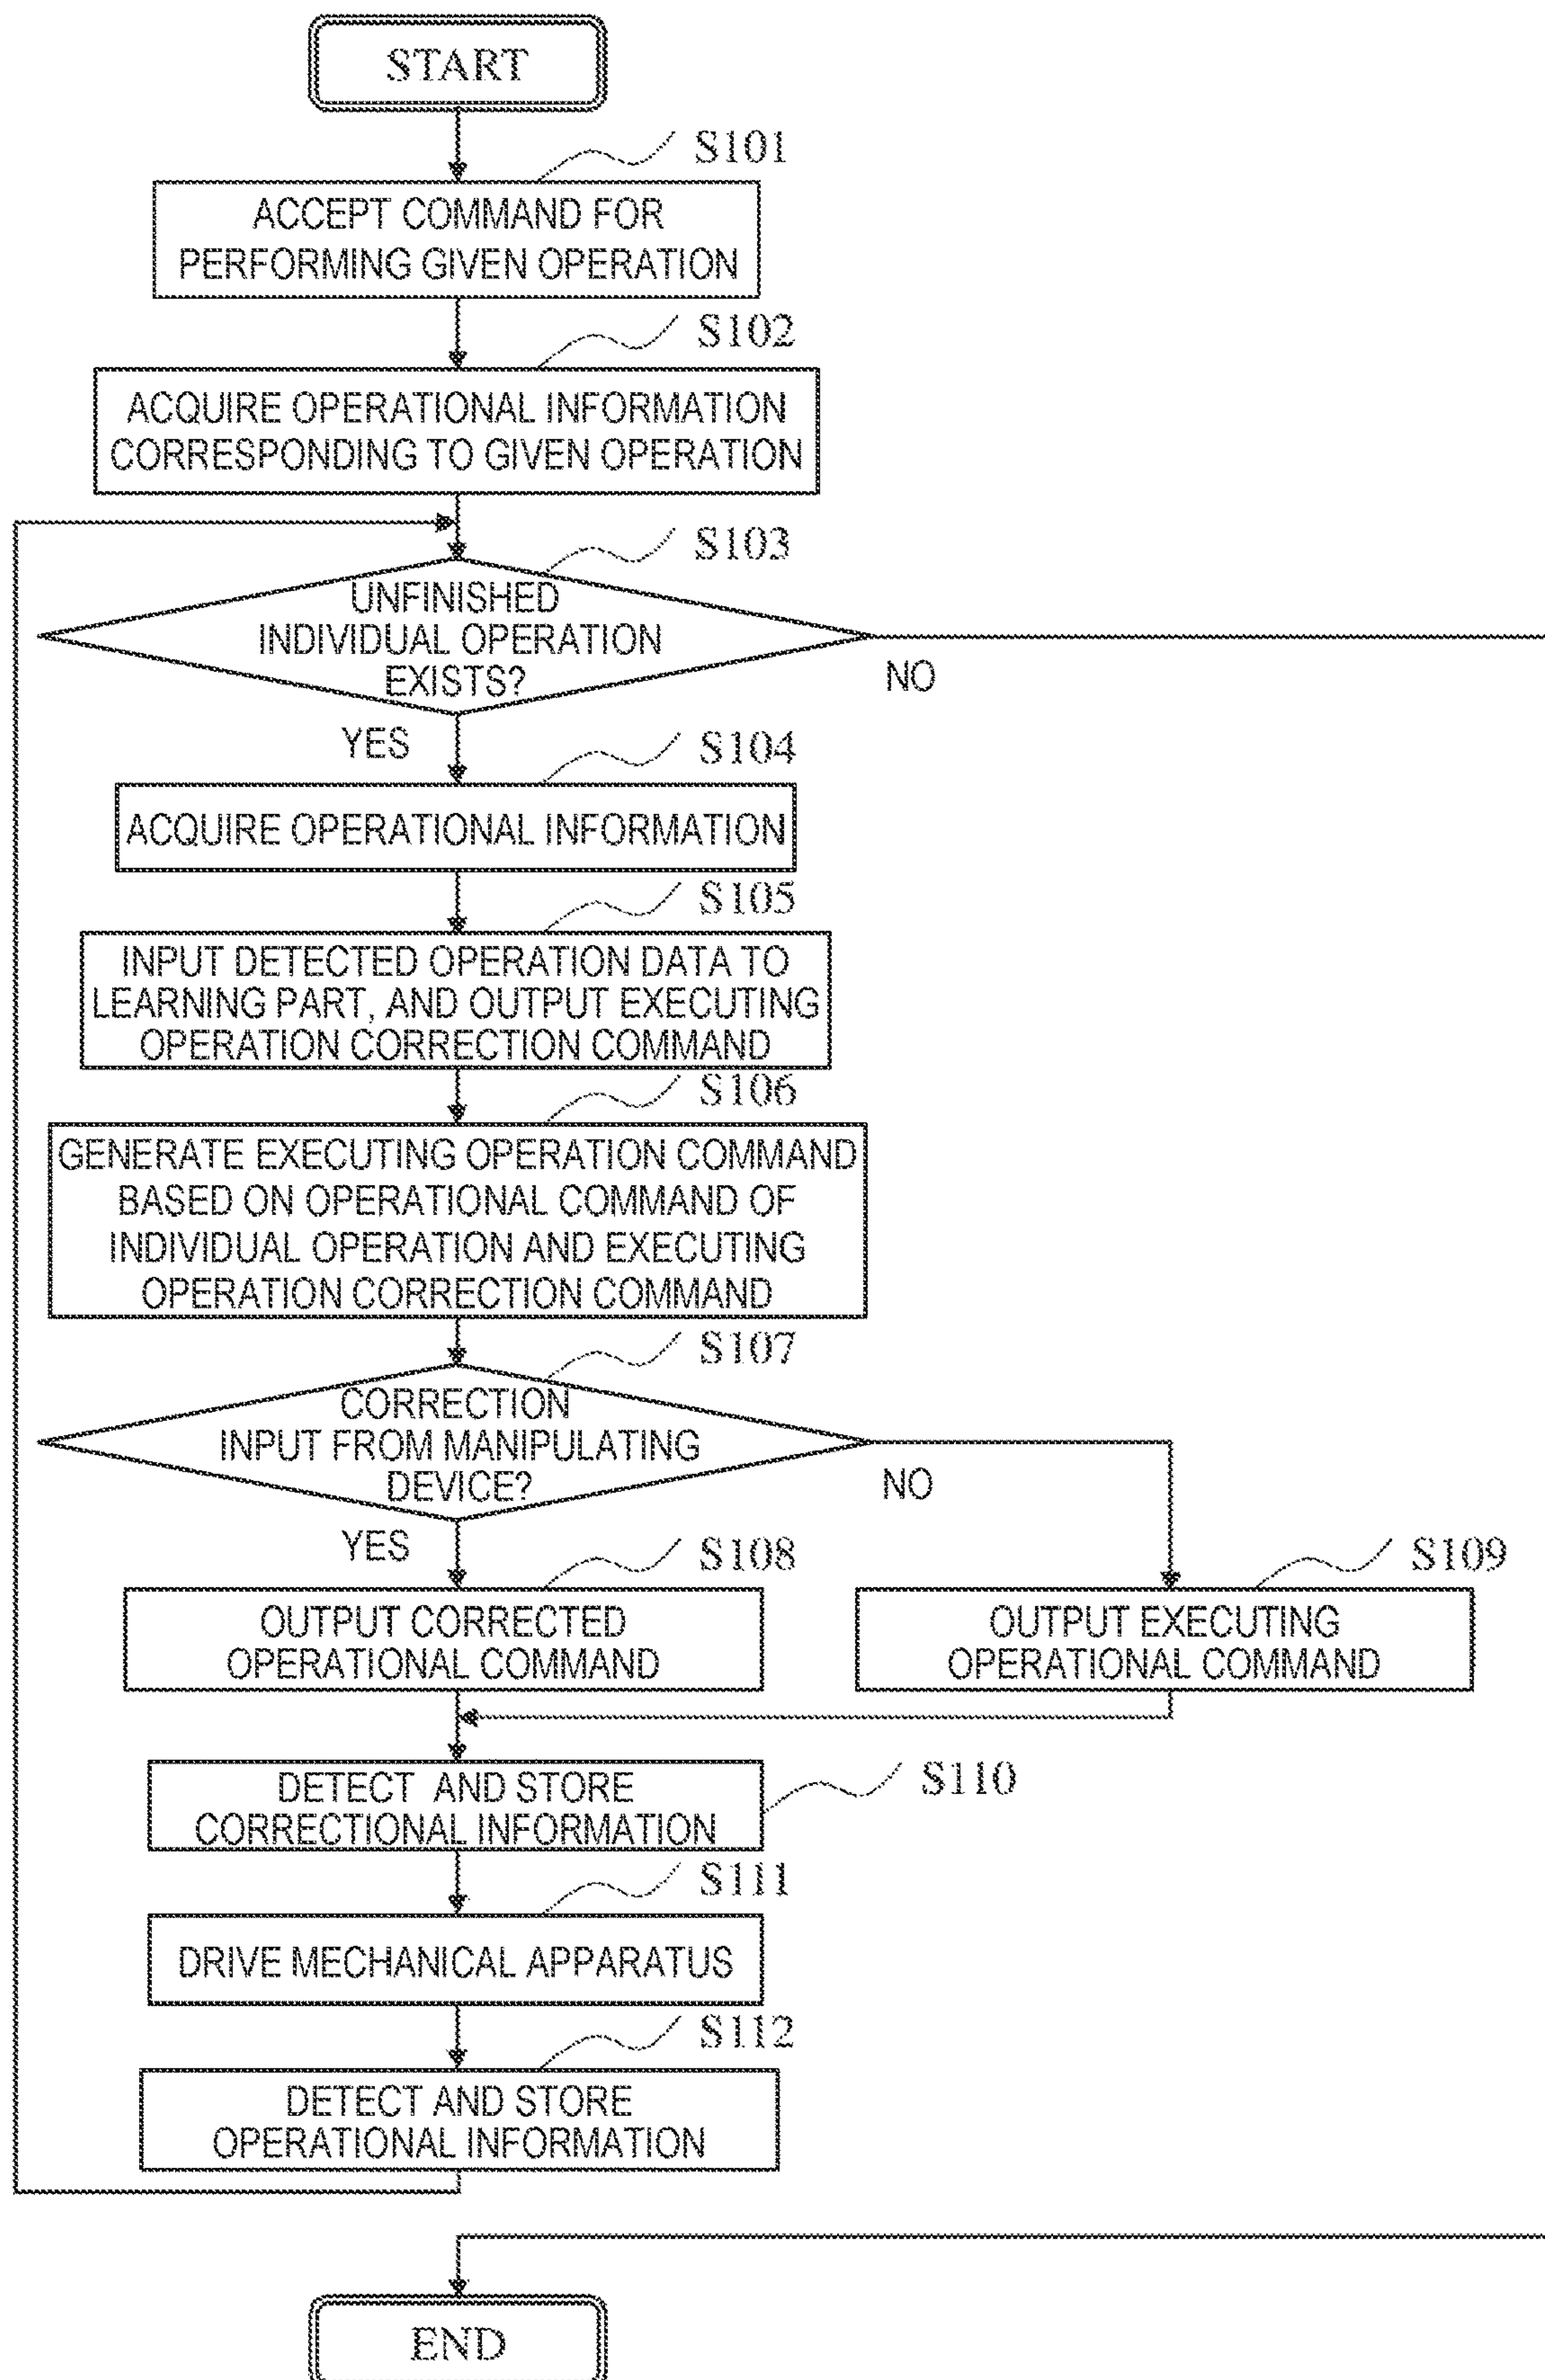 START
S101
ACCEPT COMMAND FOR
PERFORMING GIVEN OPERATION
S102
ACQUIRE OPERATIONAL INFORMATION
CORRESPONDING TO GIVEN OPERATION
S103
UNFINISHED
INDIVIDUAL OPERATION
EXISTS?
NO
YES
S104
ACQUIRE OPERATIONAL INFORMATION
S105
INPUT DETECTED OPERATION DATA TO
LEARNING PART, AND OUTPUT EXECUTING
OPERATION CORRECTION COMMAND
S106
GENERATE EXECUTING OPERATION COMMAND
BASED ON OPERATIONAL COMMAND OF
INDIVIDUAL OPERATION AND EXECUTING
OPERATION CORRECTION COMMAND
S107
CORRECTION
INPUT FROM MANIPULATING
DEVICE?
NO
YES
S108
OUTPUT CORRECTED
OPERATIONAL COMMAND
S109
OUTPUT EXECUTING
OPERATIONAL COMMAND
S110
DETECT AND STORE
CORRECTIONAL INFORMATION
S111
DRIVE MECHANICAL APPARATUS
S112
DETECT AND STORE
OPERATIONAL INFORMATION
END